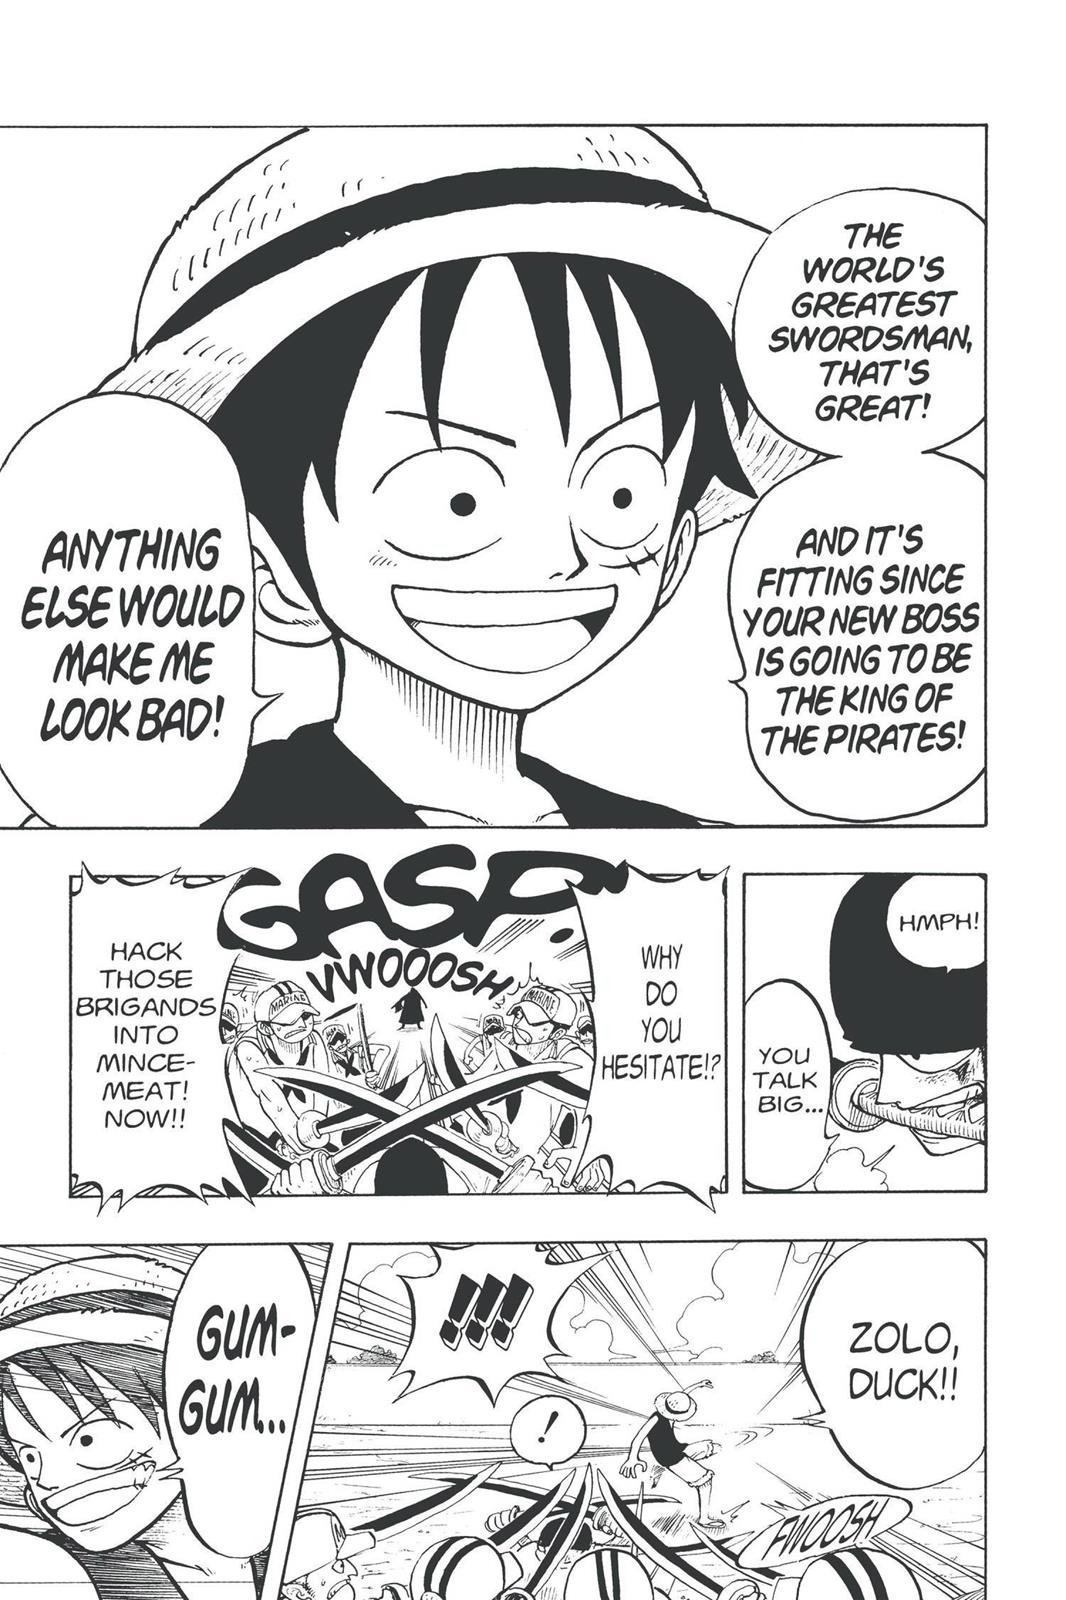 THE
WORLD'S
GREATEST
SWORDSMAN,
THAT'S
GREAT!
AND IT'S
FITTING SINCE
YOUR NEW BOSS
IS GOING TO BE
THE KING OF
THE PIRATES!
ANYTHING
ELSE WOULD
MAKE ME
LOOK BAD!
HMPH!
YOU
TALK
BIG...
WHY
DO
YOU
HESITATE!?
GASP
VWOOOSH
MARINE
MARINE
HACK
THOSE
BRIGANDS
INTO
MINCE-
MEAT!
NOW!!
ZOLO,
DUCK!!
!!!
!
FWOOSH
GUM-
GUM...